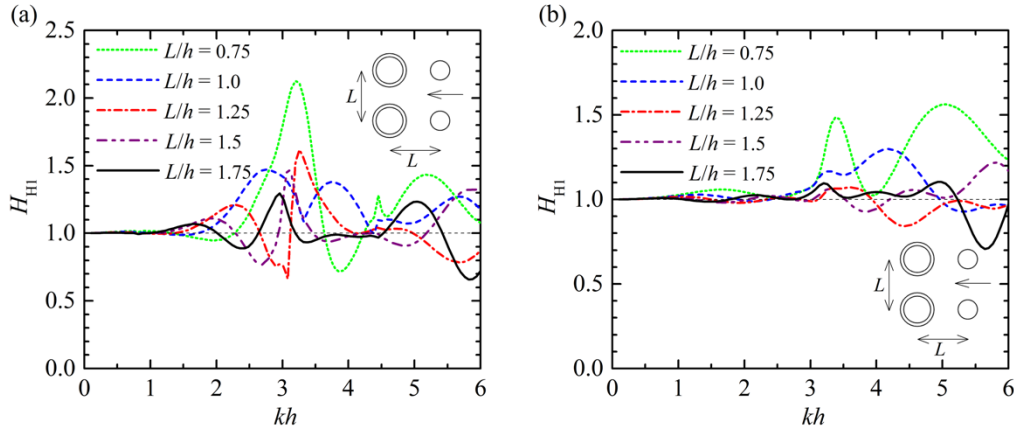 (a)
2.5
2.0
1.5
1.0
0.5
0.0
H_H1
L/h = 0.75
L/h = 1.0
L/h = 1.25
L/h = 1.5
L/h = 1.75
L
L
0 1 2 3 4 5 6
kh
(b)
2.0
1.5
1.0
0.5
0.0
H_H1
L/h = 0.75
L/h = 1.0
L/h = 1.25
L/h = 1.5
L/h = 1.75
L
L
0 1 2 3 4 5 6
kh